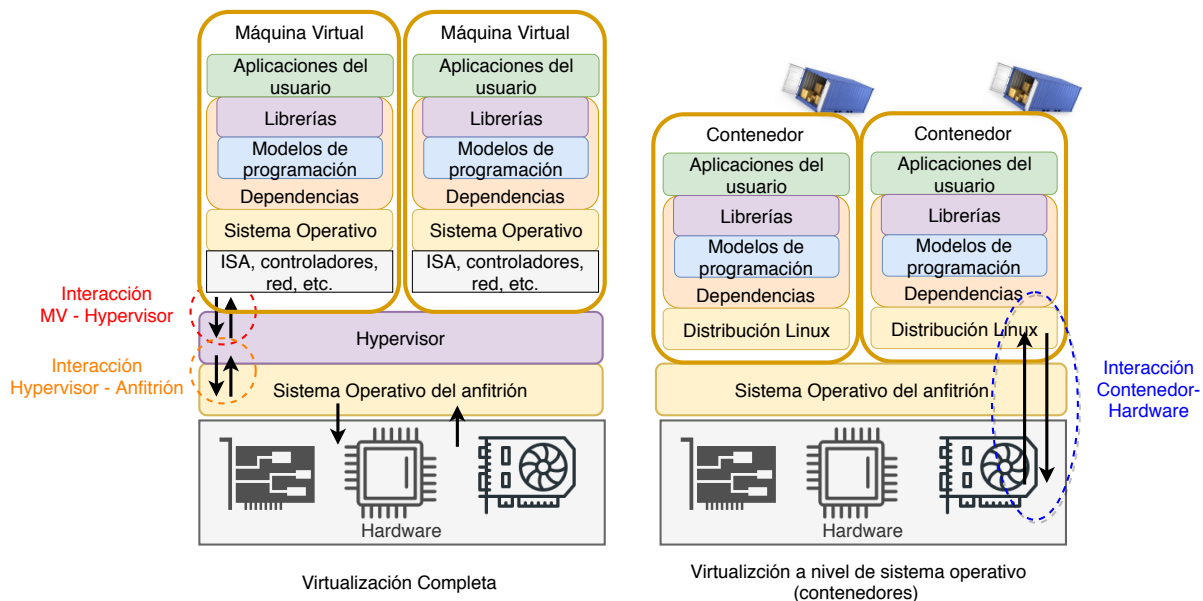 Máquina Virtual
Aplicaciones del
usuario
Librerías
Modelos de
programación
Dependencias
Sistema Operativo
ISA, controladores,
red, etc.
Máquina Virtual
Aplicaciones del
usuario
Librerías
Modelos de
programación
Dependencias
Sistema Operativo
ISA, controladores,
red, etc.
Interacción
MV - Hypervisor
Hypervisor
Interacción
Hypervisor - Anfitrión
Sistema Operativo del anfitrión
Hardware
Virtualización Completa
Contenedor
Aplicaciones del
usuario
Librerías
Modelos de
programación
Dependencias
Distribución Linux
Contenedor
Aplicaciones del
usuario
Librerías
Modelos de
programación
Dependencias
Distribución Linux
Sistema Operativo del anfitrión
Interacción
Contenedor-
Hardware
Hardware
Virtualizción a nivel de sistema operativo
(contenedores)